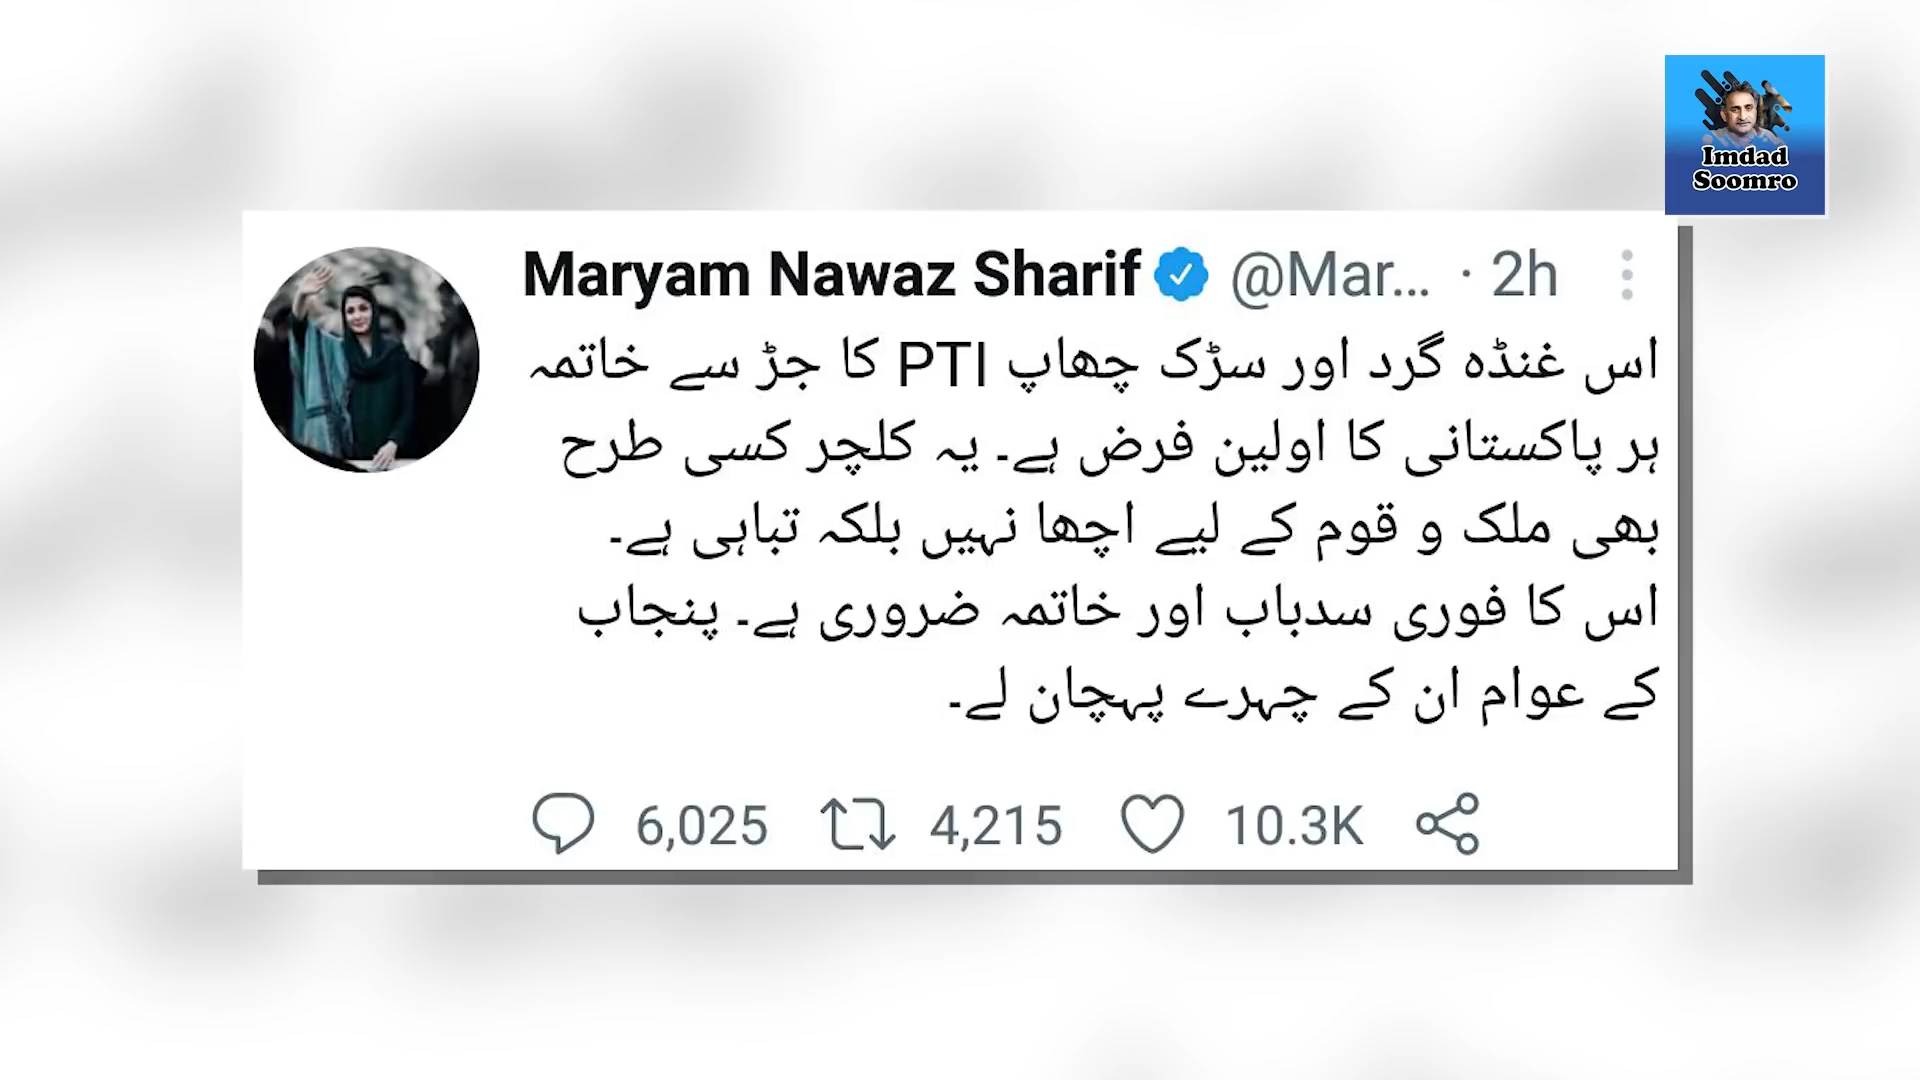 Imdad
Soomro
Maryam Nawaz Sharif @Mar... · 2h
اس غنڈہ گرد اور سڑک چھاپ PTI کا جڑ سے خاتمہ
ہر پاکستانی کا اولین فرض ہے۔ یہ کلچر کسی طرح
بھی ملک و قوم کے لیے اچھا نہیں بلکہ تباہی ہے۔
اس کا فوری سدباب اور خاتمہ ضروری ہے۔ پنجاب
کے عوام ان کے چہرے پہچان لے۔
6,025 4,215 10.3K